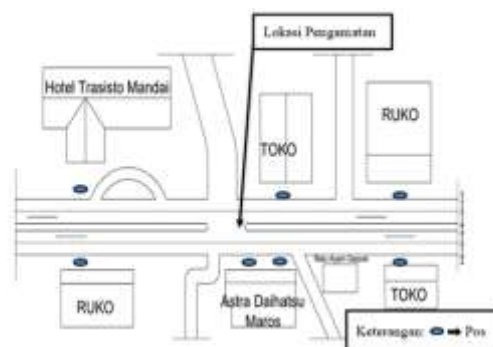 Lokasi Pengamatan
Hotel Trasisto Mandai
TOKO
RUKO
RUKO
Astra Daihatsu
Maros
TOKO
Keterangan: Pos